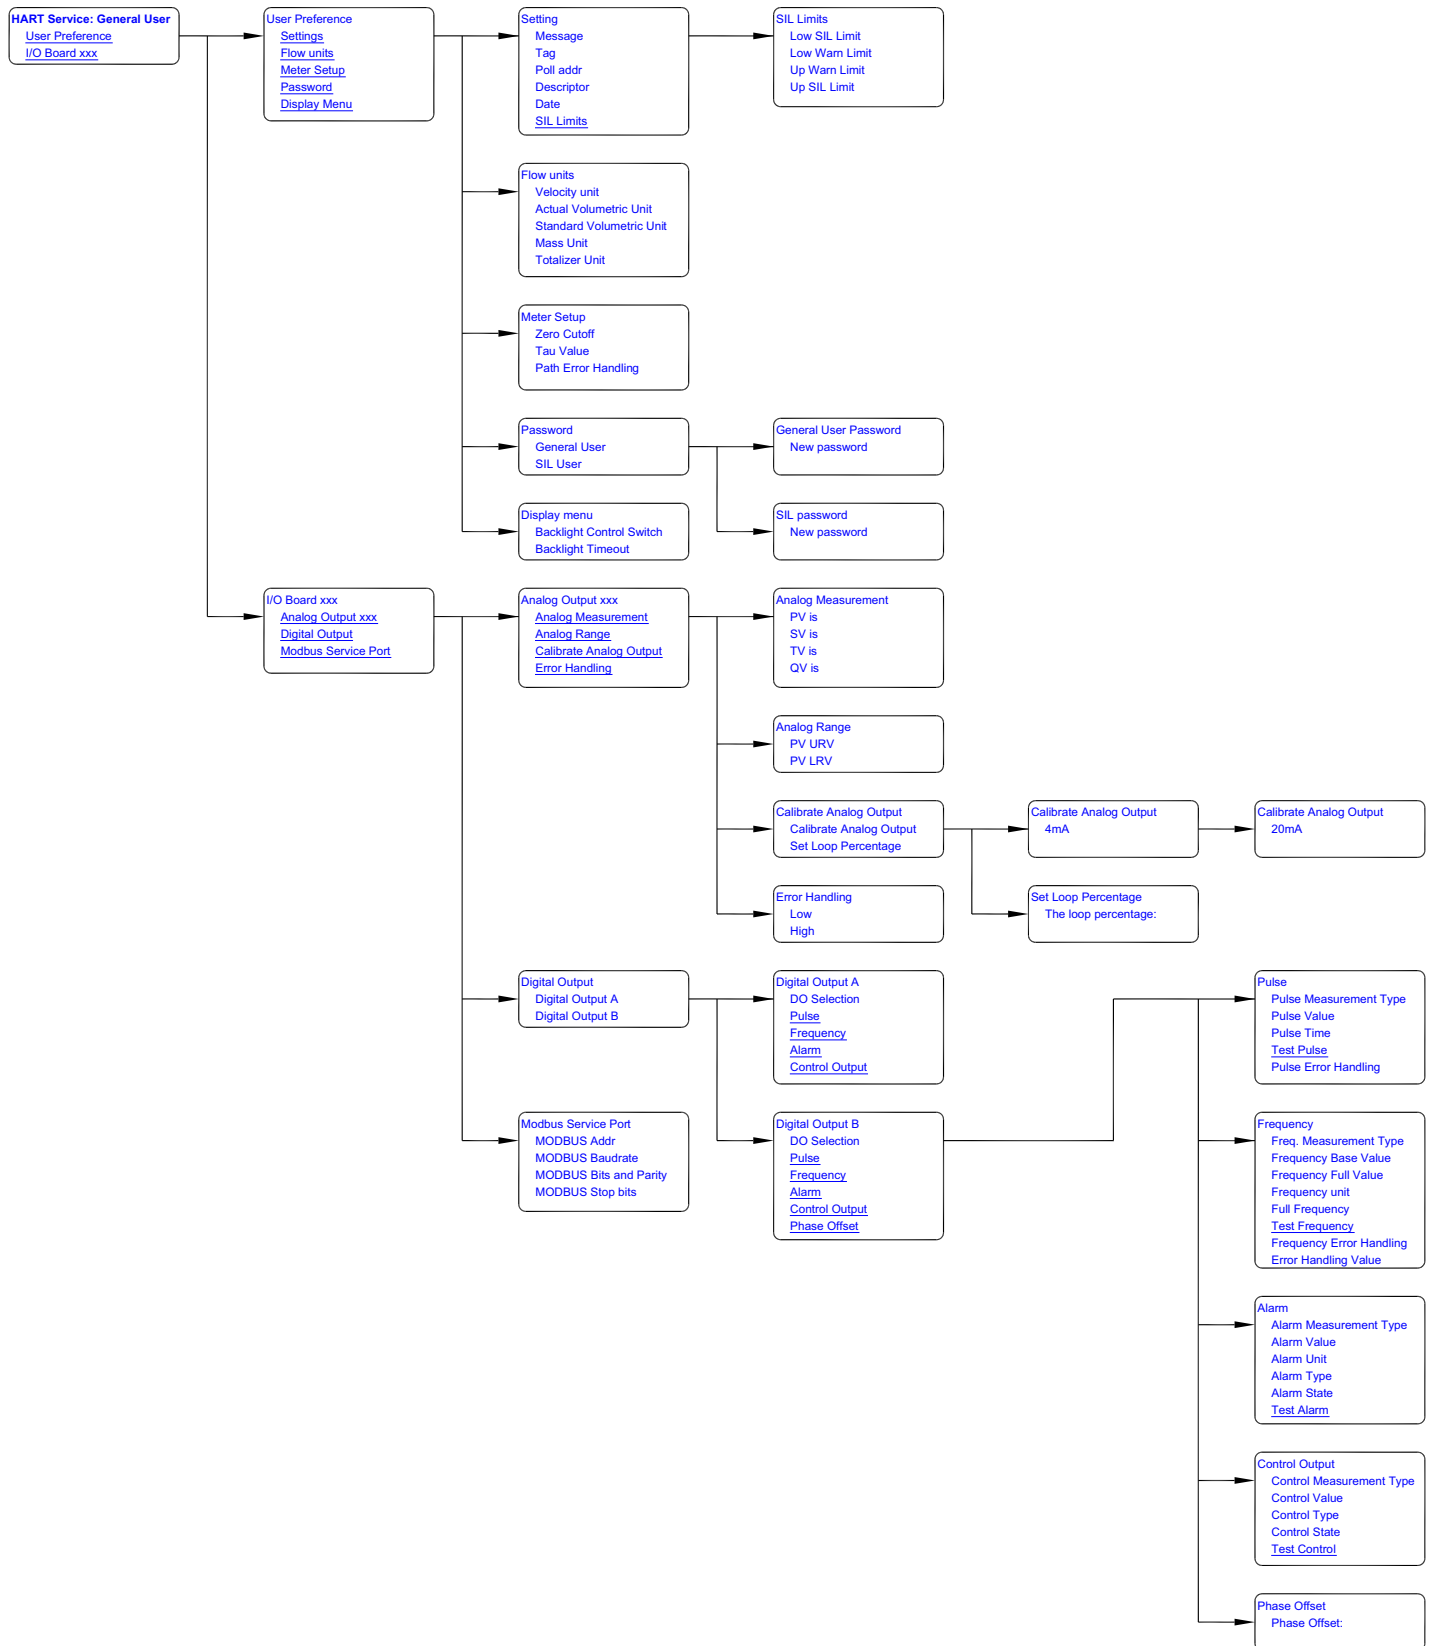 HART Service: General User
User Preference
I/O Board xxx
User Preference
Settings
Flow units
Meter Setup
Password
Display Menu
Setting
Message
Tag
Poll addr
Descriptor
Date
SIL Limits
SIL Limits
Low SIL Limit
Low Warn Limit
Up Warn Limit
Up SIL Limit
Flow units
Velocity unit
Actual Volumetric Unit
Standard Volumetric Unit
Mass Unit
Totalizer Unit
Meter Setup
Zero Cutoff
Tau Value
Path Error Handling
Password
General User
SIL User
General User Password
New password
Display menu
Backlight Control Switch
Backlight Timeout
SIL password
New password
I/O Board xxx
Analog Output xxx
Digital Output
Modbus Service Port
Analog Output xxx
Analog Measurement
Analog Range
Calibrate Analog Output
Error Handling
Analog Measurement
PV is
SV is
TV is
QV is
Analog Range
PV URV
PV LRV
Calibrate Analog Output
Calibrate Analog Output
Set Loop Percentage
Calibrate Analog Output
4mA
Calibrate Analog Output
20mA
Error Handling
Low
High
Set Loop Percentage
The loop percentage:
Digital Output
Digital Output A
Digital Output B
Digital Output A
DO Selection
Pulse
Frequency
Alarm
Control Output
Pulse
Pulse Measurement Type
Pulse Value
Pulse Time
Test Pulse
Pulse Error Handling
Modbus Service Port
MODBUS Addr
MODBUS Baudrate
MODBUS Bits and Parity
MODBUS Stop bits
Digital Output B
DO Selection
Pulse
Frequency
Alarm
Control Output
Phase Offset
Frequency
Freq. Measurement Type
Frequency Base Value
Frequency Full Value
Frequency unit
Full Frequency
Test Frequency
Frequency Error Handling
Error Handling Value
Alarm
Alarm Measurement Type
Alarm Value
Alarm Unit
Alarm Type
Alarm State
Test Alarm
Control Output
Control Measurement Type
Control Value
Control Type
Control State
Test Control
Phase Offset
Phase Offset: